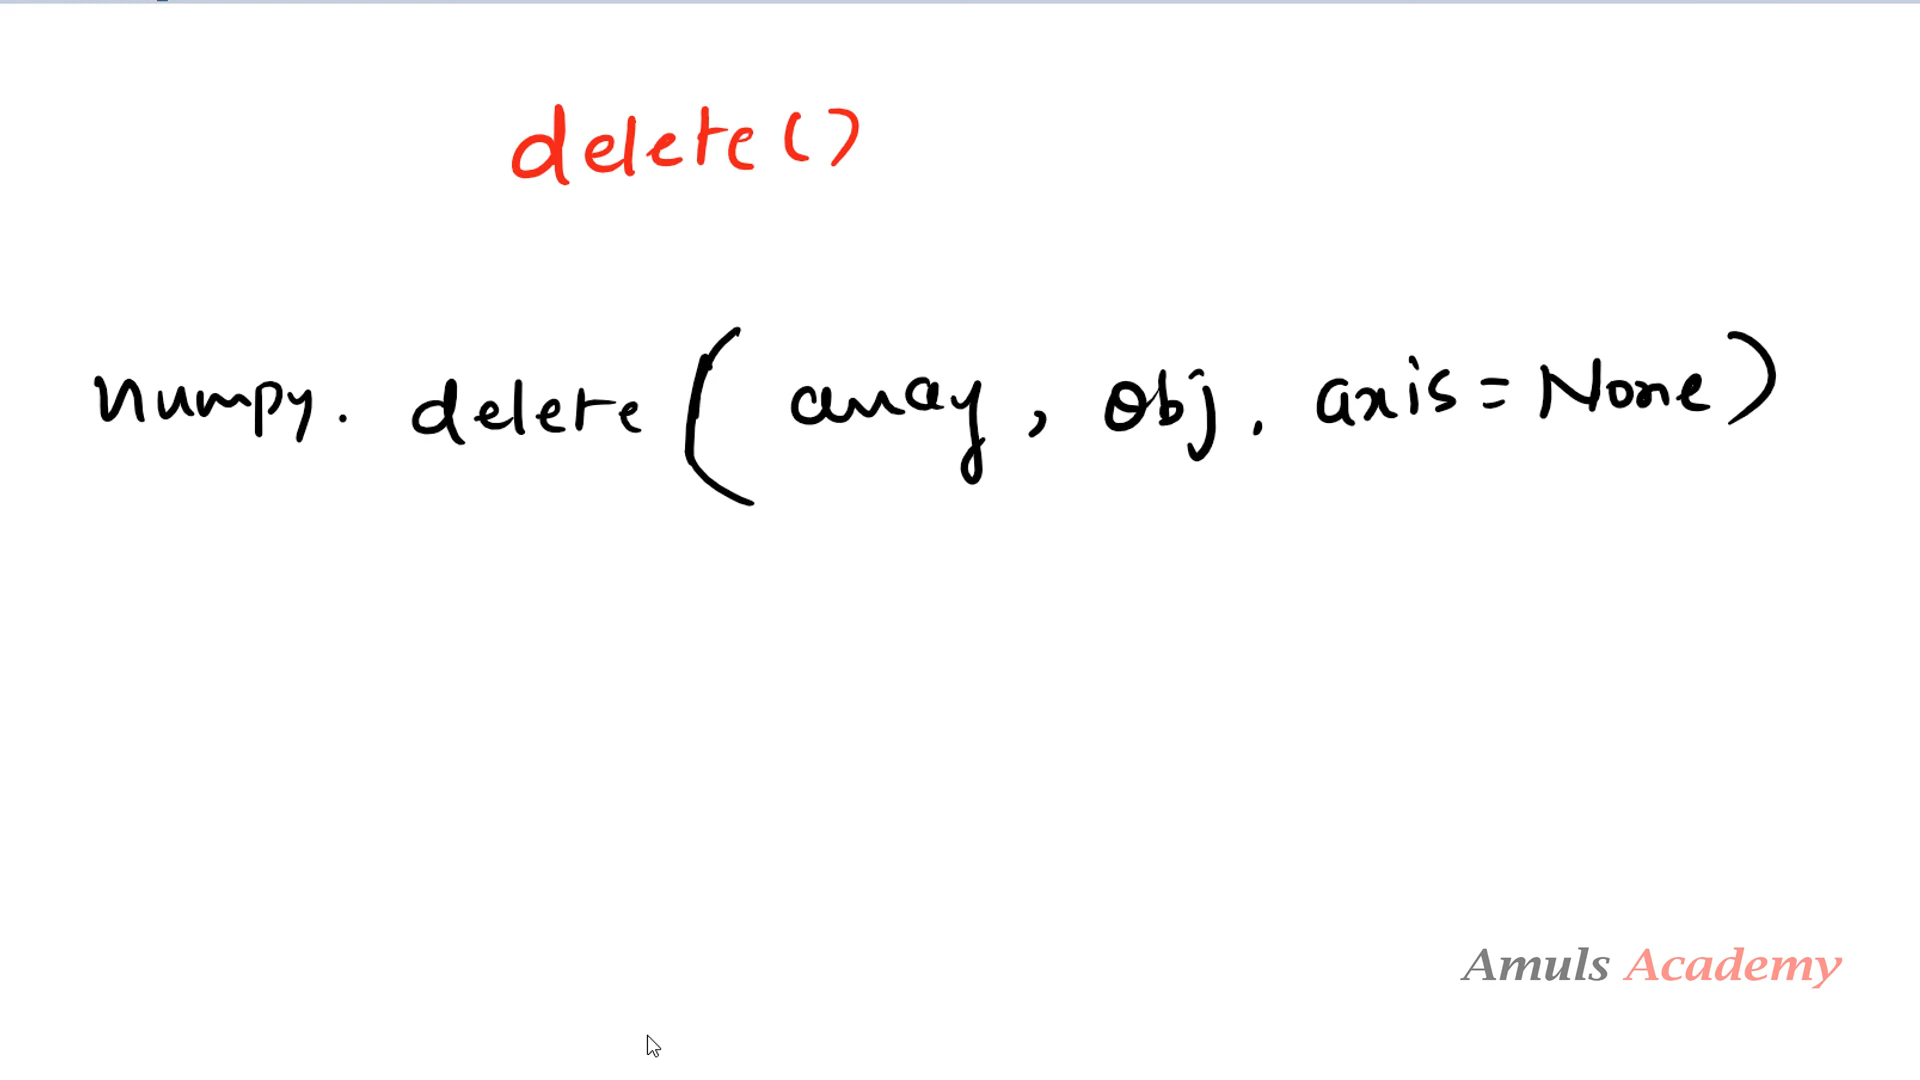 delete()
numpy. delete( array, obj, axis=None)
Amuls Academy